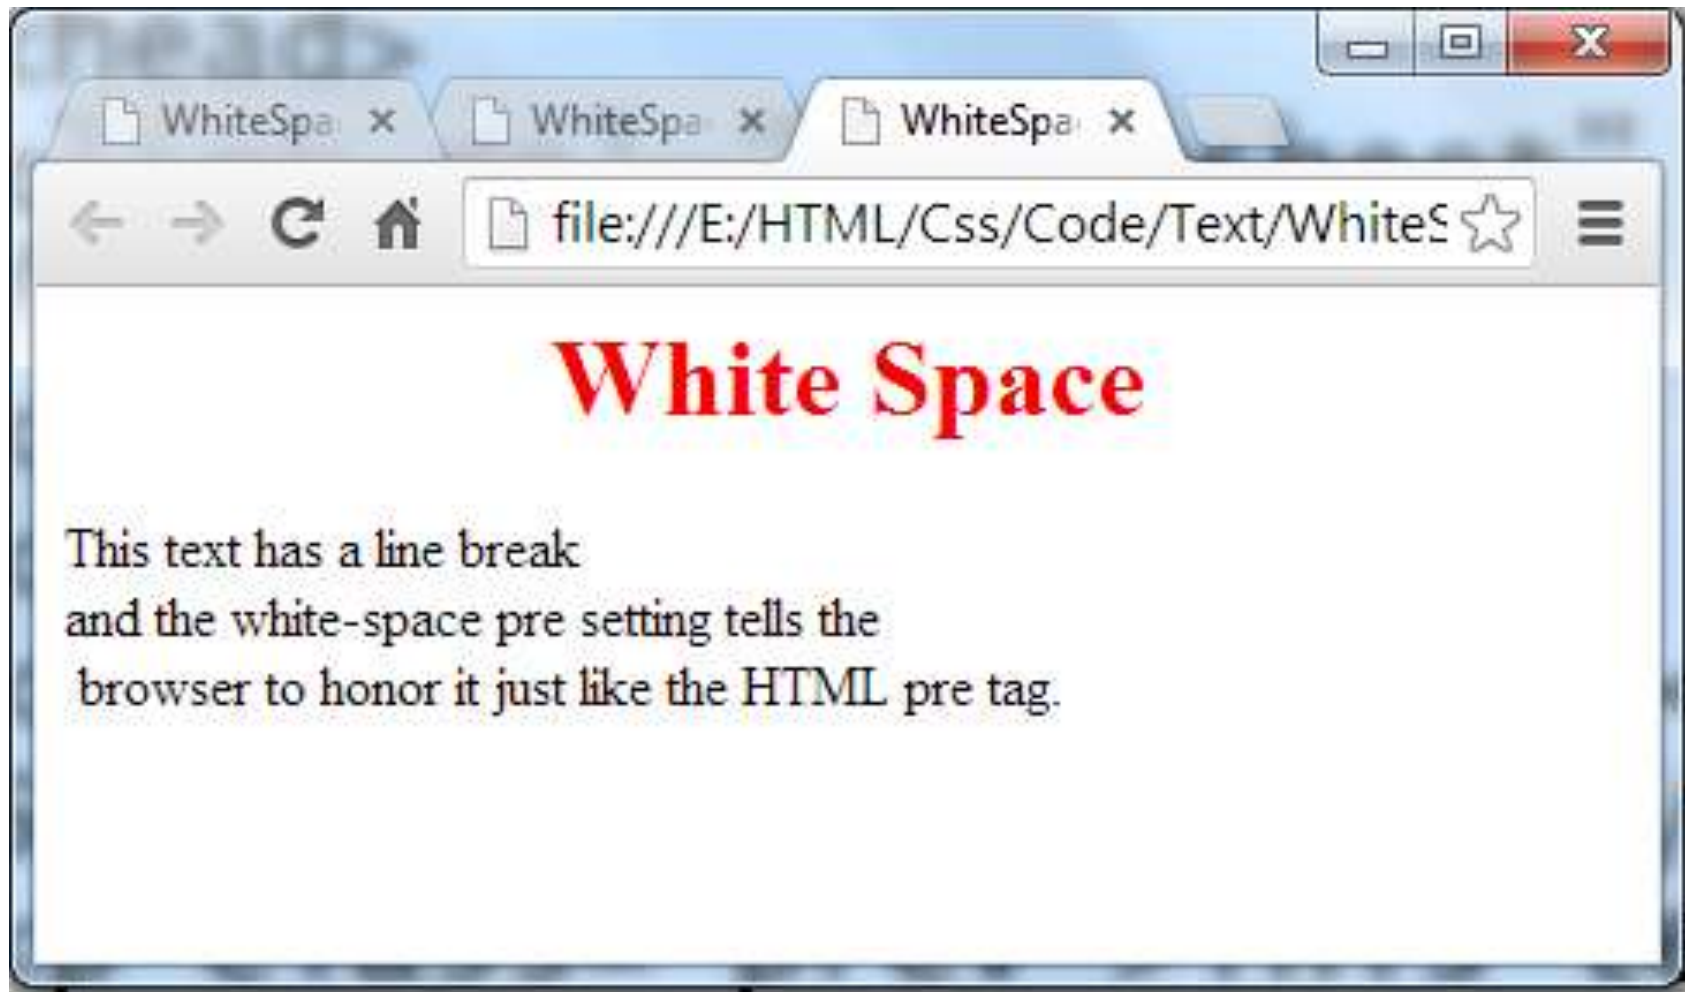 head>
WhiteSpa
WhiteSpa
WhiteSpa
file:///E:/HTML/Css/Code/Text/WhiteS
White Space
This text has a line break
and the white-space pre setting tells the
browser to honor it just like the HTML pre tag.